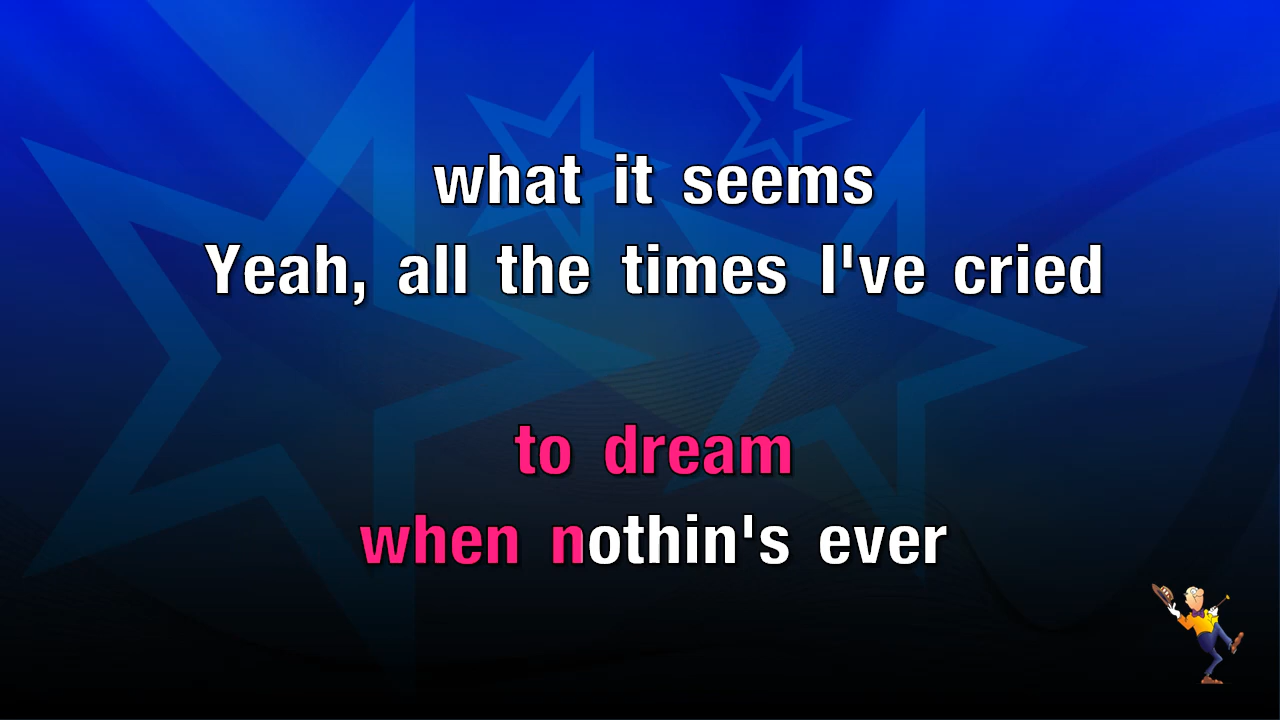 what it seems
Yeah, all the times I've cried
to dream
when nothin's ever